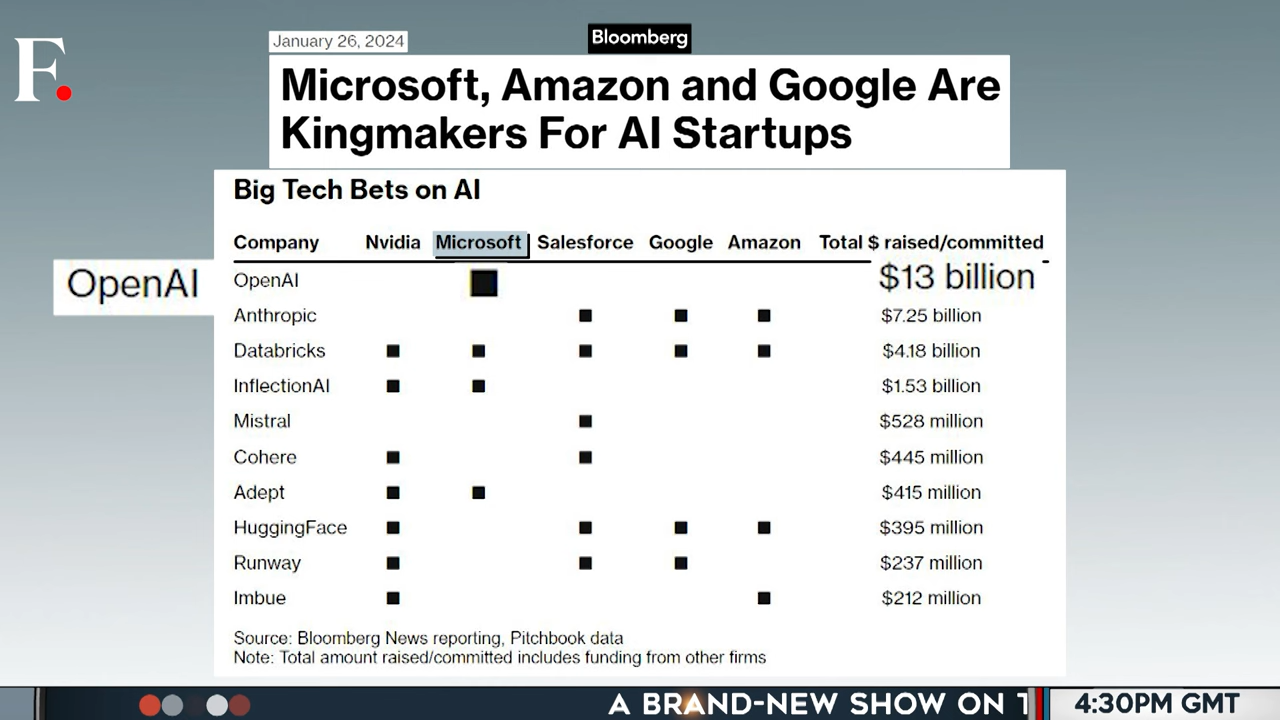 F.
January 26, 2024
Bloomberg
Microsoft, Amazon and Google Are
Kingmakers For AI Startups
Big Tech Bets on AI
Company Nvidia Microsoft Salesforce Google Amazon Total $ raised/committed
OpenAI OpenAI $13 billion
Anthropic $7.25 billion
Databricks $4.18 billion
InflectionAI $1.53 billion
Mistral $528 million
Cohere $445 million
Adept $415 million
HuggingFace $395 million
Runway $237 million
Imbue $212 million
Source: Bloomberg News reporting, Pitchbook data
Note: Total amount raised/committed includes funding from other firms
A BRAND-NEW SHOW ON T
4:30PM GMT